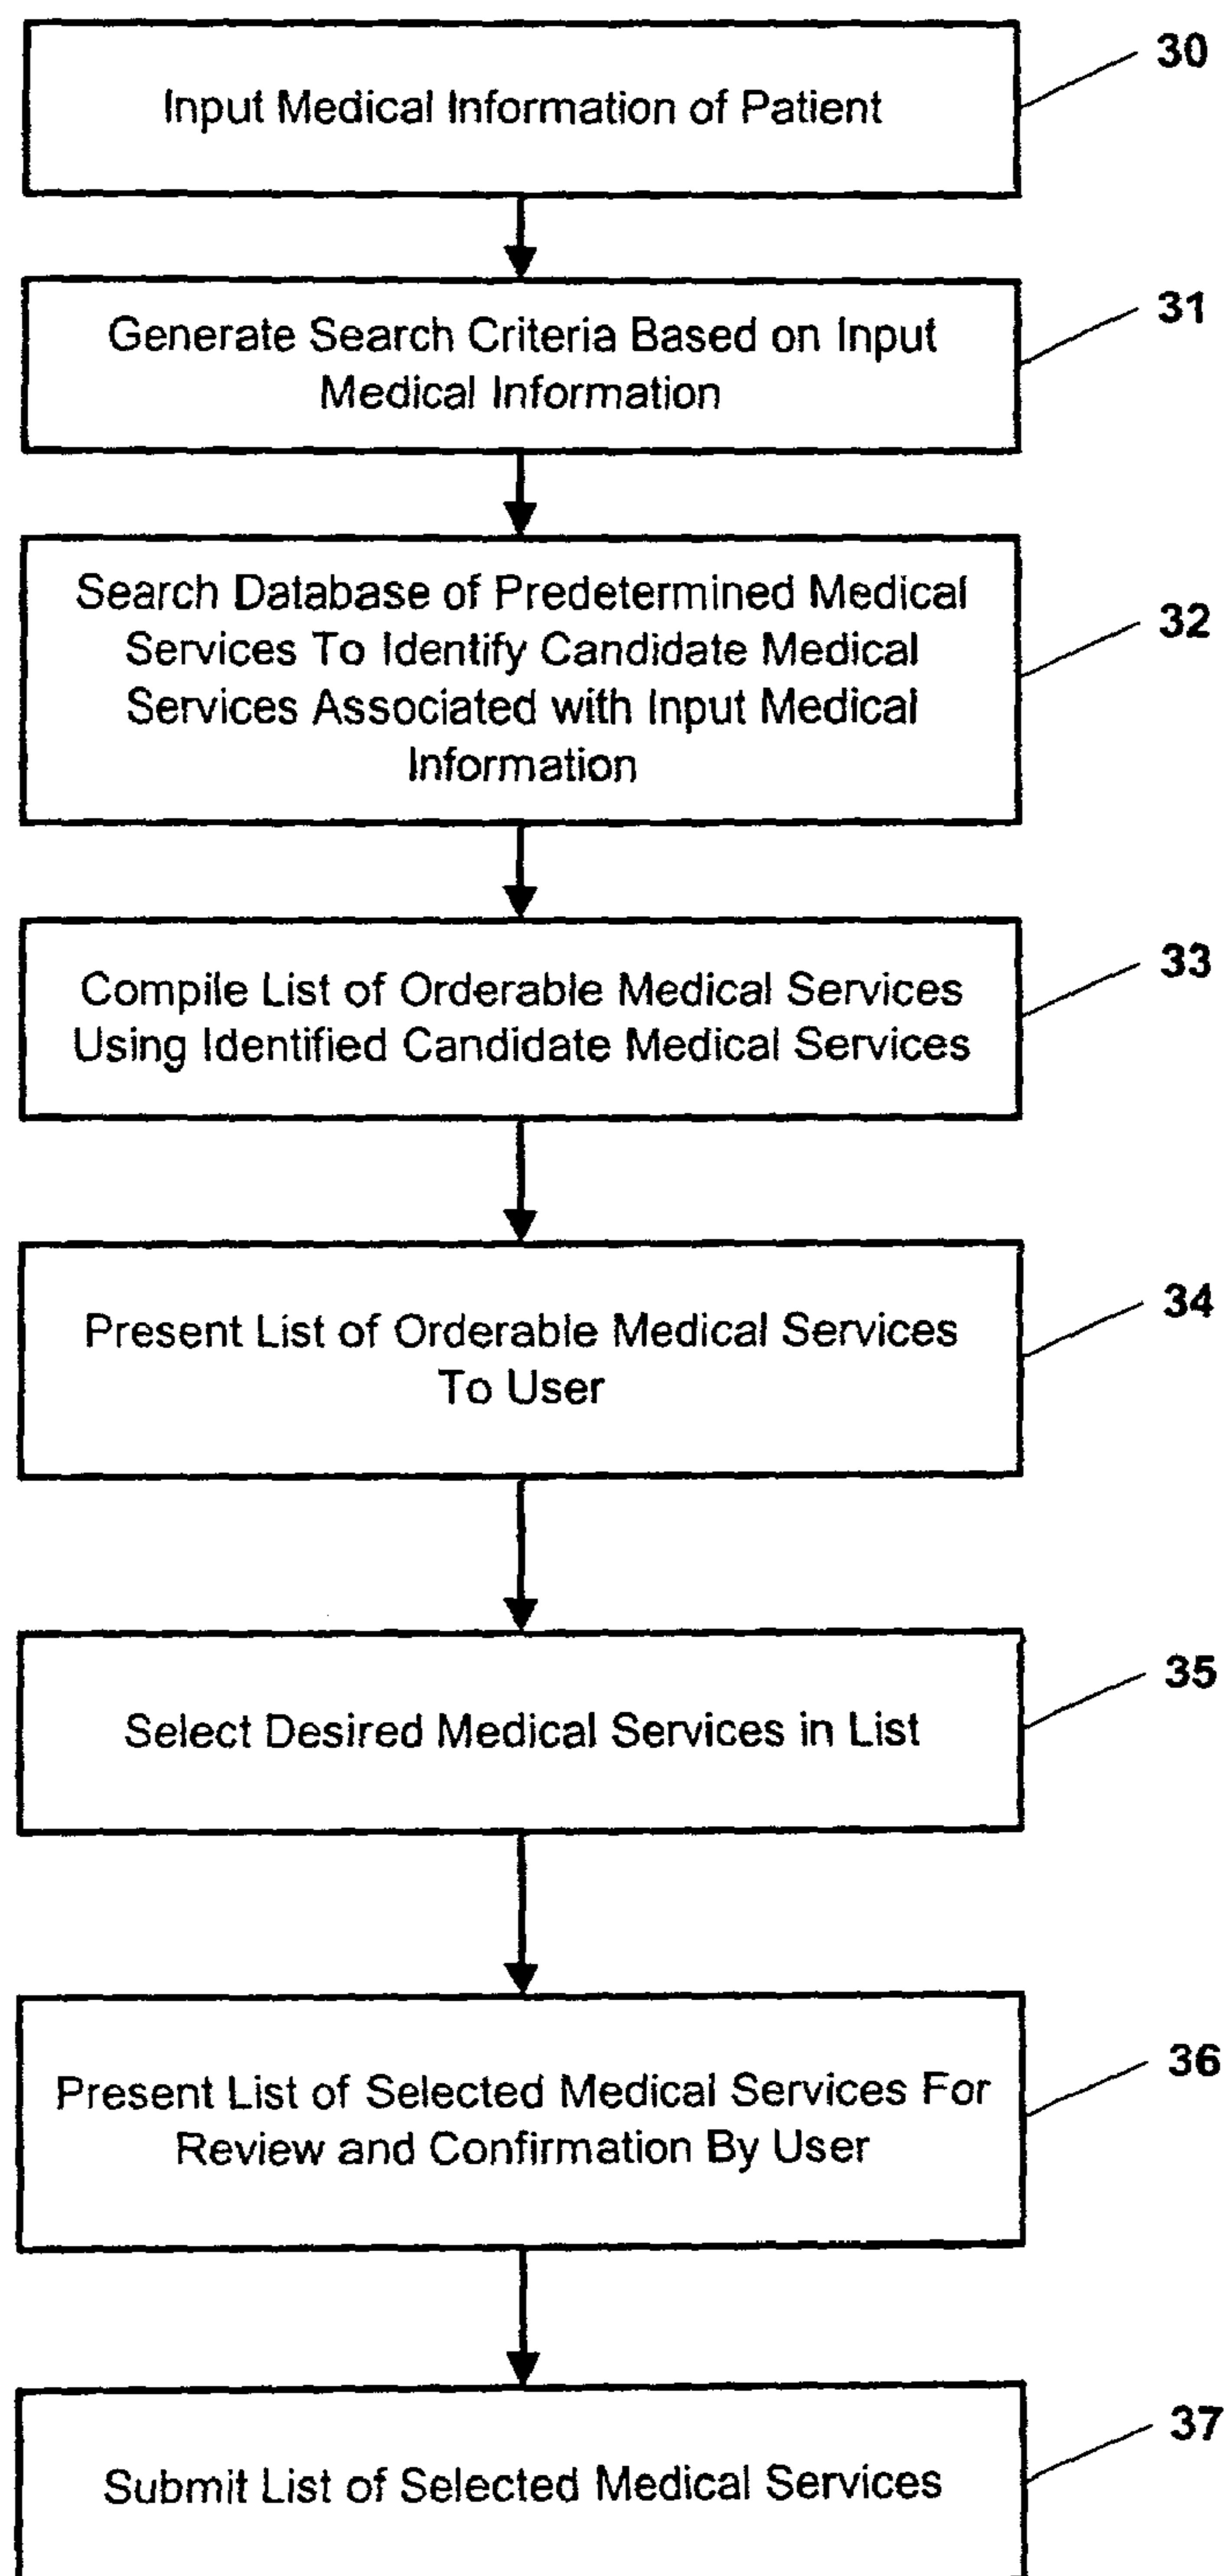 30
Input Medical Information of Patient
31
Generate Search Criteria Based on Input
Medical Information
32
Search Database of Predetermined Medical
Services To Identify Candidate Medical
Services Associated with Input Medical
Information
33
Compile List of Orderable Medical Services
Using Identified Candidate Medical Services
34
Present List of Orderable Medical Services
To User
35
Select Desired Medical Services in List
36
Present List of Selected Medical Services For
Review and Confirmation By User
37
Submit List of Selected Medical Services